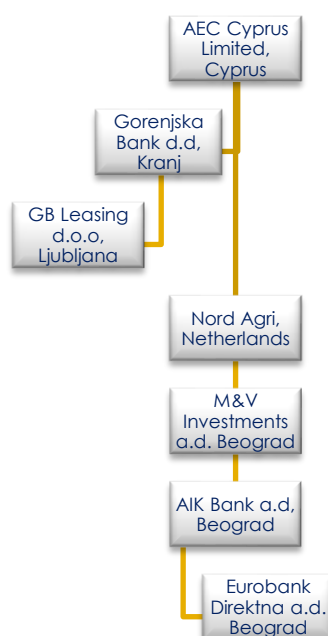 AEC Cyprus
Limited,
Cyprus
Gorenjska
Bank d.d,
Kranj
GB Leasing
d.o.o,
Ljubljana
Nord Agri,
Netherlands
M&V
Investments
a.d. Beograd
AIK Bank a.d,
Beograd
Eurobank
Direktna a.d.
Beograd